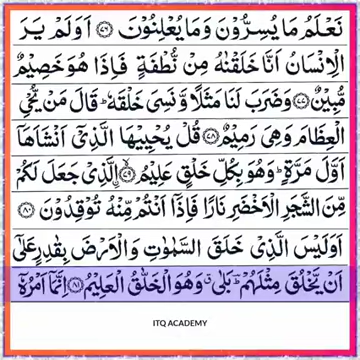 نَعْلَمُ مَا يُسِرُّوْنَ وَمَا يُعْلِنُوْنَ ﴿۷۶﴾ اَوَلَمْ يَرَ
الْاِنْسَانُ اَنَّا خَلَقْنٰهُ مِنْ نُّطْفَةٍ فَاِذَا هُوَ خَصِيْمٌ
مُّبِيْنٌ ﴿۷۷﴾ وَضَرَبَ لَنَا مَثَلًا وَّنَسِيَ خَلْقَهٗ ؕ قَالَ مَنْ يُّحْيِ
الْعِظَامَ وَهِيَ رَمِيْمٌ ﴿۷۸﴾ قُلْ يُحْيِيْهَا الَّذِيْٓ اَنْشَاَهَآ
اَوَّلَ مَرَّةٍ ؕ وَهُوَ بِكُلِّ خَلْقٍ عَلِيْمُ ﴿۷۹﴾ الَّذِيْ جَعَلَ لَكُمْ
مِّنَ الشَّجَرِ الْاَخْضَرِ نَارًا فَاِذَآ اَنْتُمْ مِّنْهُ تُوْقِدُوْنَ ﴿۸۰﴾
اَوَلَيْسَ الَّذِيْ خَلَقَ السَّمٰوٰتِ وَالْاَرْضَ بِقٰدِرٍ عَلٰٓى
اَنْ يَّخْلُقَ مِثْلَهُمْ ؕ بَلٰى ۗ وَهُوَ الْخَلّٰقُ الْعَلِيْمُ ﴿۸۱﴾ اِنَّمَآ اَمْرُهٗٓ
ITQ ACADEMY